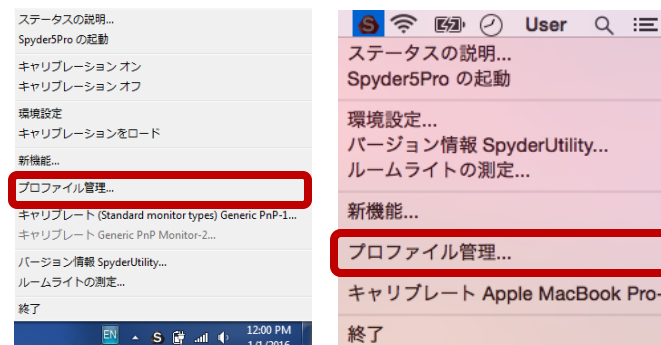 ステータスの説明...
Spyder5Pro の起動
キャリブレーション オン
キャリブレーション オフ
環境設定
キャリブレーションをロード
新機能...
プロファイル管理...
キャリブレート (Standard monitor types) Generic PnP-1...
キャリブレート Generic PnP Monitor-2...
バージョン情報 SpyderUtility...
ルームライトの測定...
終了
EN
S
12:00 PM
1/1/2016
S
User
ステータスの説明...
Spyder5Pro の起動
環境設定...
バージョン情報 SpyderUtility...
ルームライトの測定...
新機能...
プロファイル管理...
キャリブレート Apple MacBook Pro-
終了